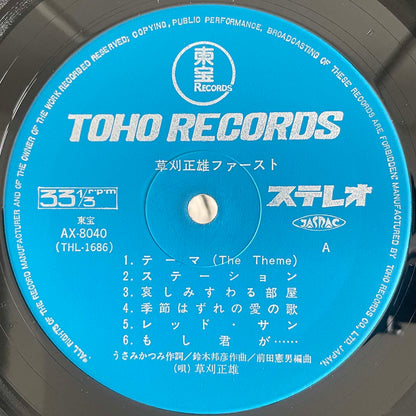 ALL RIGHTS OF THE RECORD MANUFACTURER AND OF THE OWNER OF THE WORK RECORDED RESERVED; COPYING, PUBLIC PERFORMANCE, BROADCASTING OF THESE RECORDS ARE FORBIDDEN! MANUFACTURED BY TOHO RECORDS CO., LTD. JAPAN.
東宝
RECORDS
TOHO RECORDS
草刈正雄ファースト
33 1/3 rpm
ステレオ
東宝
AX-8040
(THL-1686)
JASRAC
A
1.テーマ (The Theme)
2.ステーション
3.哀しみすわる部屋
4.季節はずれの愛の歌
5.レッド・サン
6.もし君が……
うさみかつみ作詞/鈴木邦彦作曲/前田憲男編曲
(唄) 草刈正雄